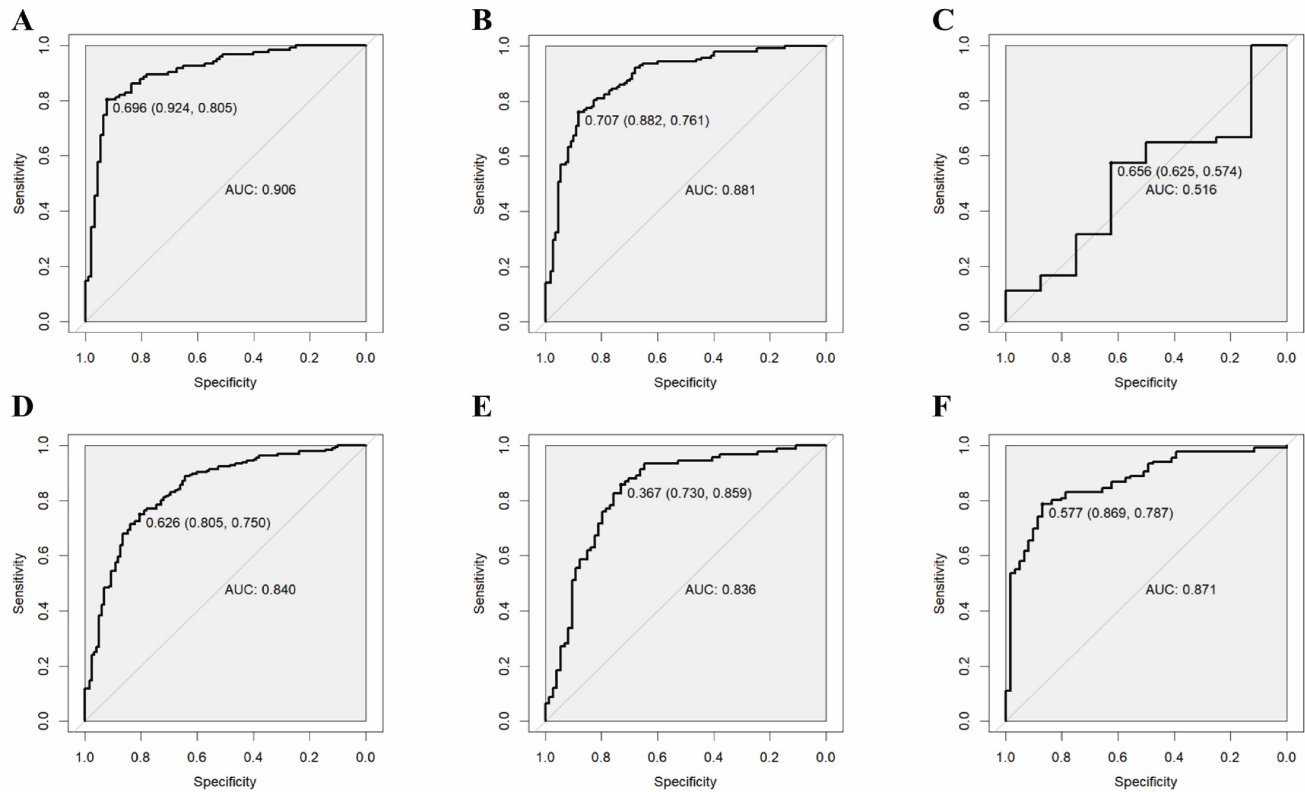 A
B
C
1.0
0.8
0.6
0.4
0.2
0.0
Sensitivity
0.696 (0.924, 0.805)
AUC: 0.906
1.0 0.8 0.6 0.4 0.2 0.0
Specificity
1.0
0.8
0.6
0.4
0.2
0.0
Sensitivity
0.707 (0.882, 0.761)
AUC: 0.881
1.0 0.8 0.6 0.4 0.2 0.0
Specificity
1.0
0.8
0.6
0.4
0.2
0.0
Sensitivity
0.656 (0.625, 0.574)
AUC: 0.516
1.0 0.8 0.6 0.4 0.2 0.0
Specificity
D
E
F
1.0
0.8
0.6
0.4
0.2
0.0
Sensitivity
0.626 (0.805, 0.750)
AUC: 0.840
1.0 0.8 0.6 0.4 0.2 0.0
Specificity
1.0
0.8
0.6
0.4
0.2
0.0
Sensitivity
0.367 (0.730, 0.859)
AUC: 0.836
1.0 0.8 0.6 0.4 0.2 0.0
Specificity
1.0
0.8
0.6
0.4
0.2
0.0
Sensitivity
0.577 (0.869, 0.787)
AUC: 0.871
1.0 0.8 0.6 0.4 0.2 0.0
Specificity